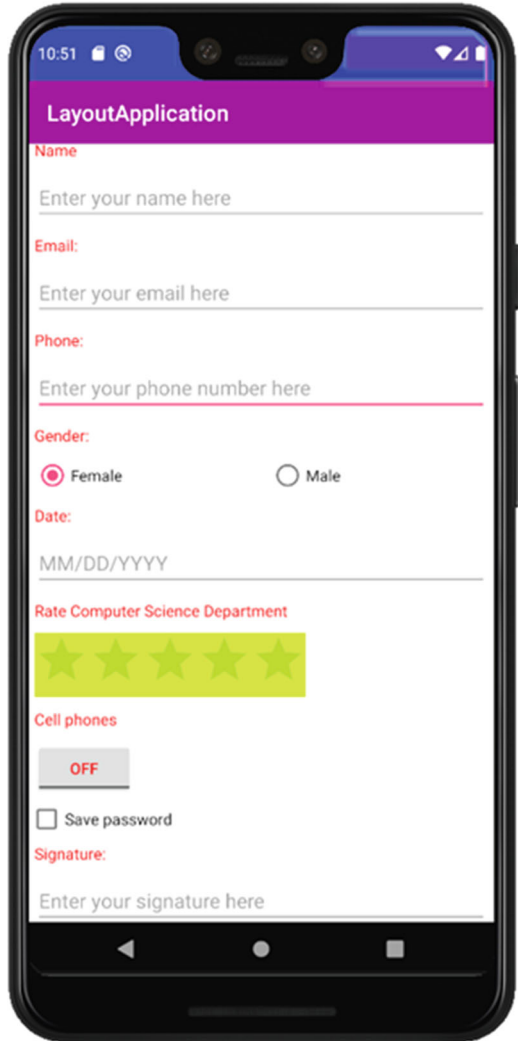 10:51
LayoutApplication
Name
Enter your name here
Email:
Enter your email here
Phone:
Enter your phone number here
Gender:
Female Male
Date:
MM/DD/YYYY
Rate Computer Science Department
Cell phones
OFF
Save password
Signature:
Enter your signature here